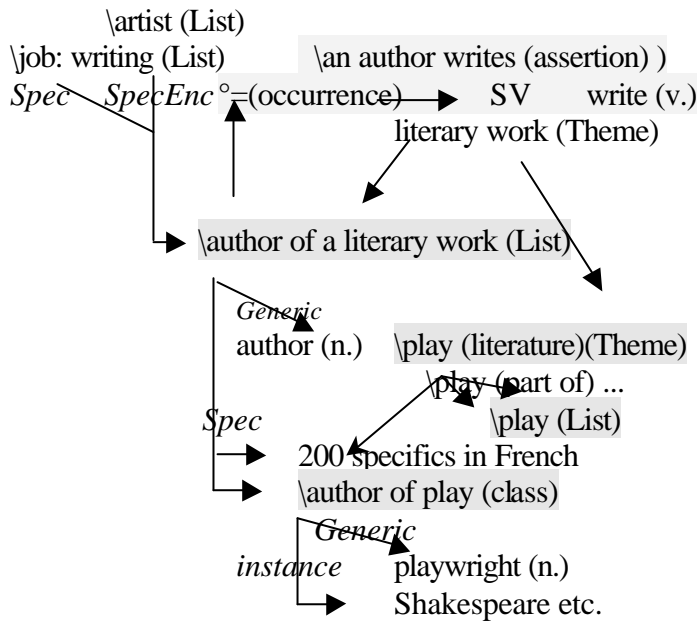 \artist (List)
\job: writing (List) \an author writes (assertion) )
Spec SpecEnc °=(occurrence) SV write (v.)
literary work (Theme)
\author of a literary work (List)
Generic
author (n.) \play (literature)(Theme)
\play (part of) ...
Spec \play (List)
200 specifics in French
\author of play (class)
Generic
instance playwright (n.)
Shakespeare etc.